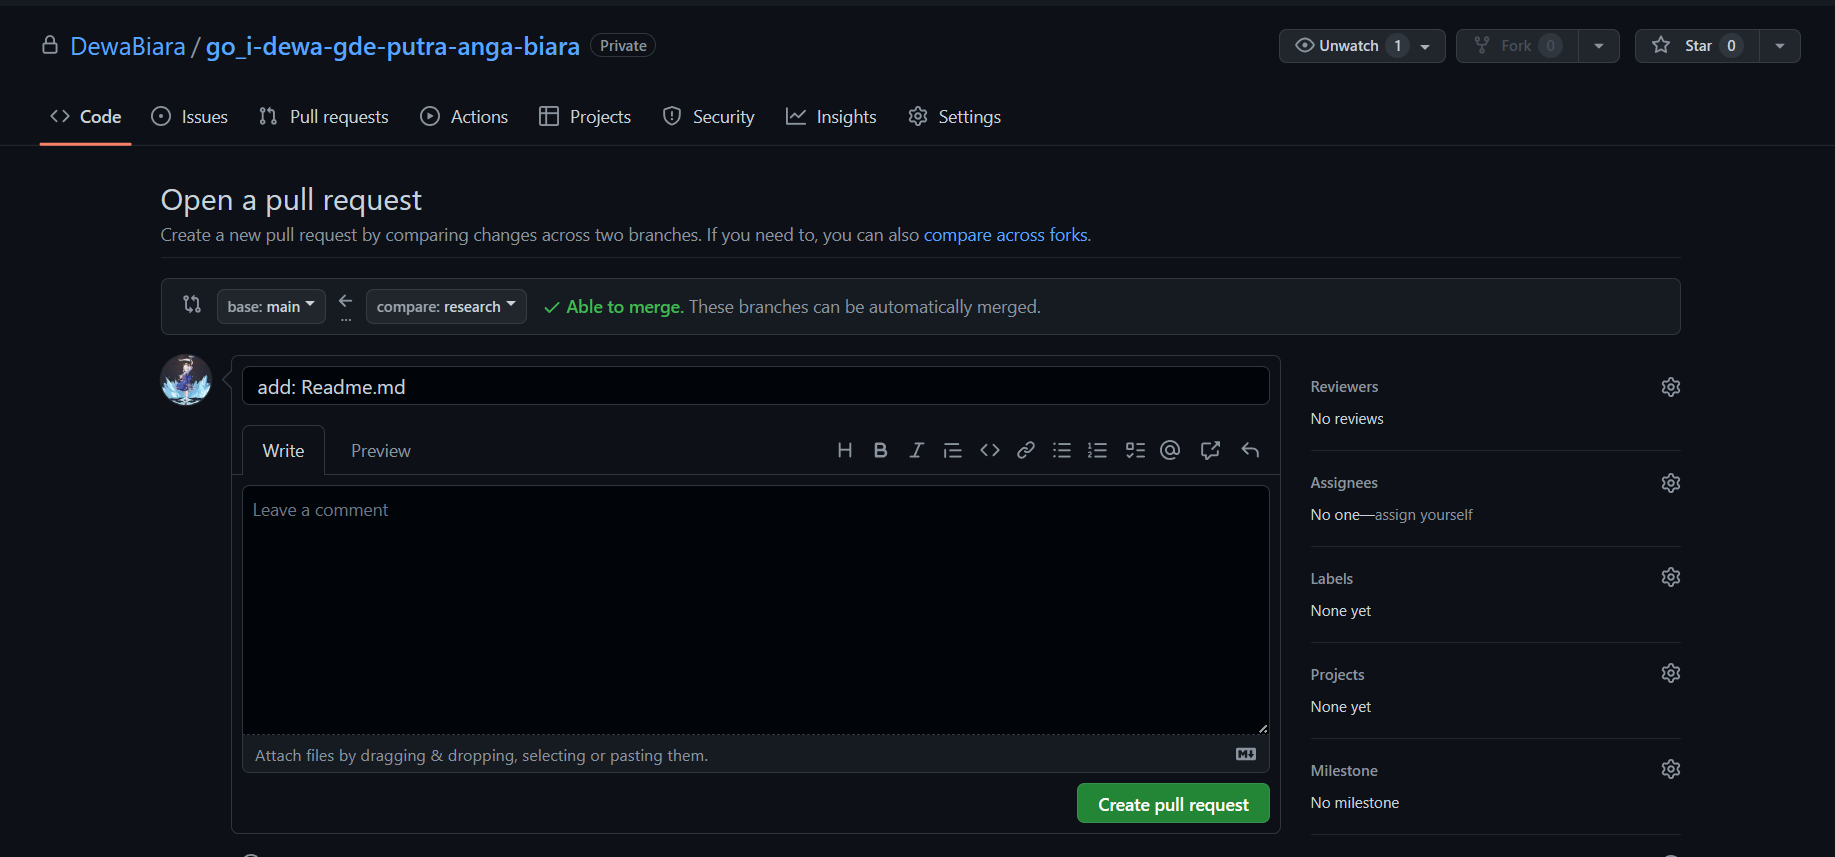 DewaBiara / go_i-dewa-gde-putra-anga-biara Private Unwatch 1 Fork 0 Star 0
Code Issues Pull requests Actions Projects Security Insights Settings
Open a pull request
Create a new pull request by comparing changes across two branches. If you need to, you can also compare across forks.
base: main ... compare: research Able to merge. These branches can be automatically merged.
add: Readme.md
Write Preview
Leave a comment
Attach files by dragging & dropping, selecting or pasting them.
Create pull request
Reviewers
No reviews
Assignees
No one—assign yourself
Labels
None yet
Projects
None yet
Milestone
No milestone